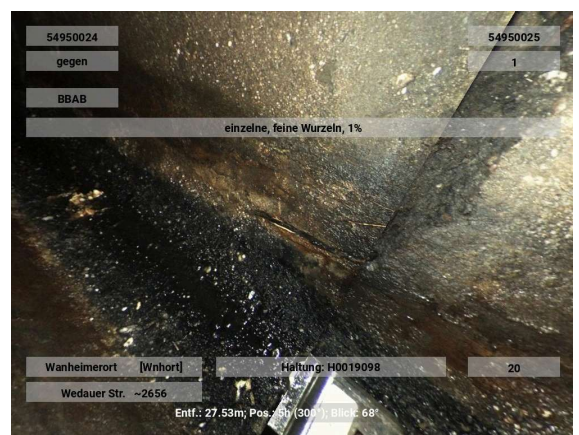 54950024
54950025
gegen
1
BBAB
einzelne, feine Wurzeln, 1%
Wanheimerort [Wnhort]
Haltung: H0019098
20
Wedauer Str. ~2656
Entf.: 27.53m; Pos.: 5h (300°); Blick: 68°